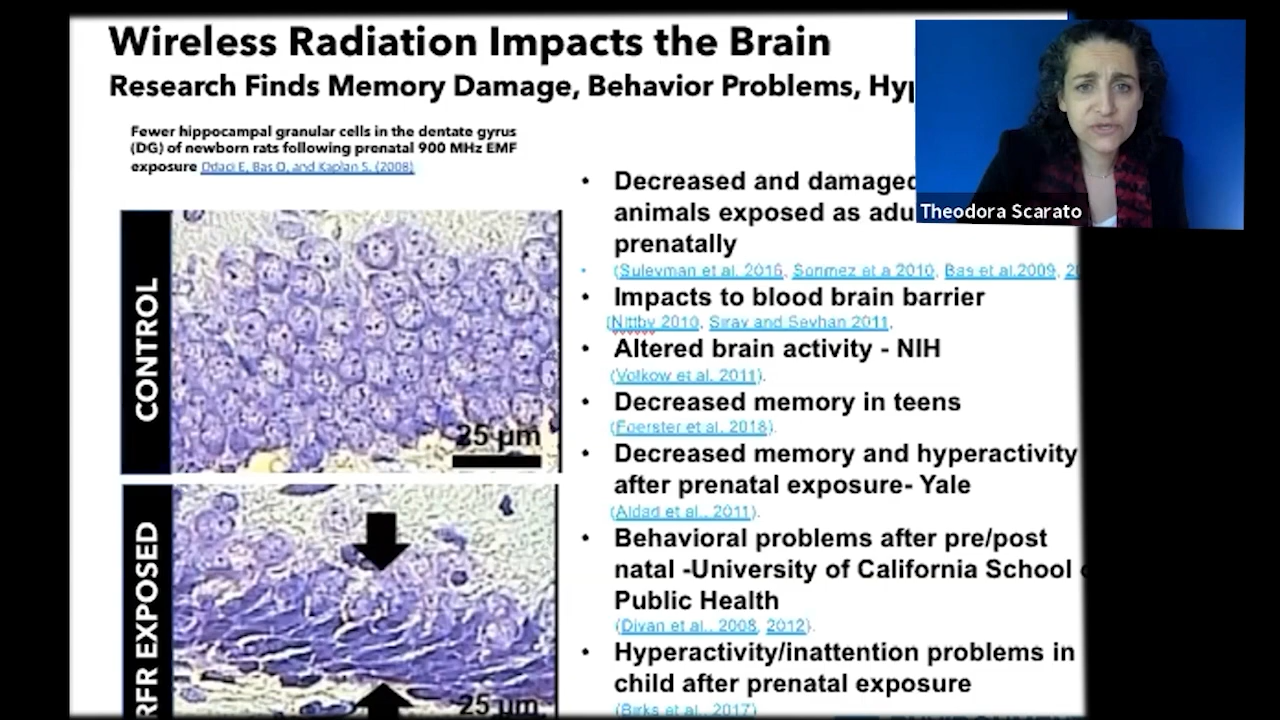 Wireless Radiation Impacts the Brain
Research Finds Memory Damage, Behavior Problems,
Fewer hippocampal granular cells in the dentate gyrus
(DG) of newborn rats following prenatal 900 MHz EMF
exposure Odaci E, Bas O, and Kaplan S. (2008)
CONTROL
25 µm
RFR EXPOSED
25 µm
• Decreased and damaged
animals exposed as
prenatally
• (Suleyman et al. 2016, Sonmez et a 2010, Bas et al.2009,
• Impacts to blood brain barrier
(Nittby 2010, Siray and Seyhan 2011,
• Altered brain activity - NIH
(Volkow et al. 2011).
• Decreased memory in teens
(Foerster et al. 2018).
• Decreased memory and hyperactivity
after prenatal exposure- Yale
(Aldad et al., 2011).
• Behavioral problems after pre/post
natal -University of California School
Public Health
(Divan et al., 2008, 2012).
• Hyperactivity/inattention problems in
child after prenatal exposure
(Birks et al. 2017)
Theodora Scarato